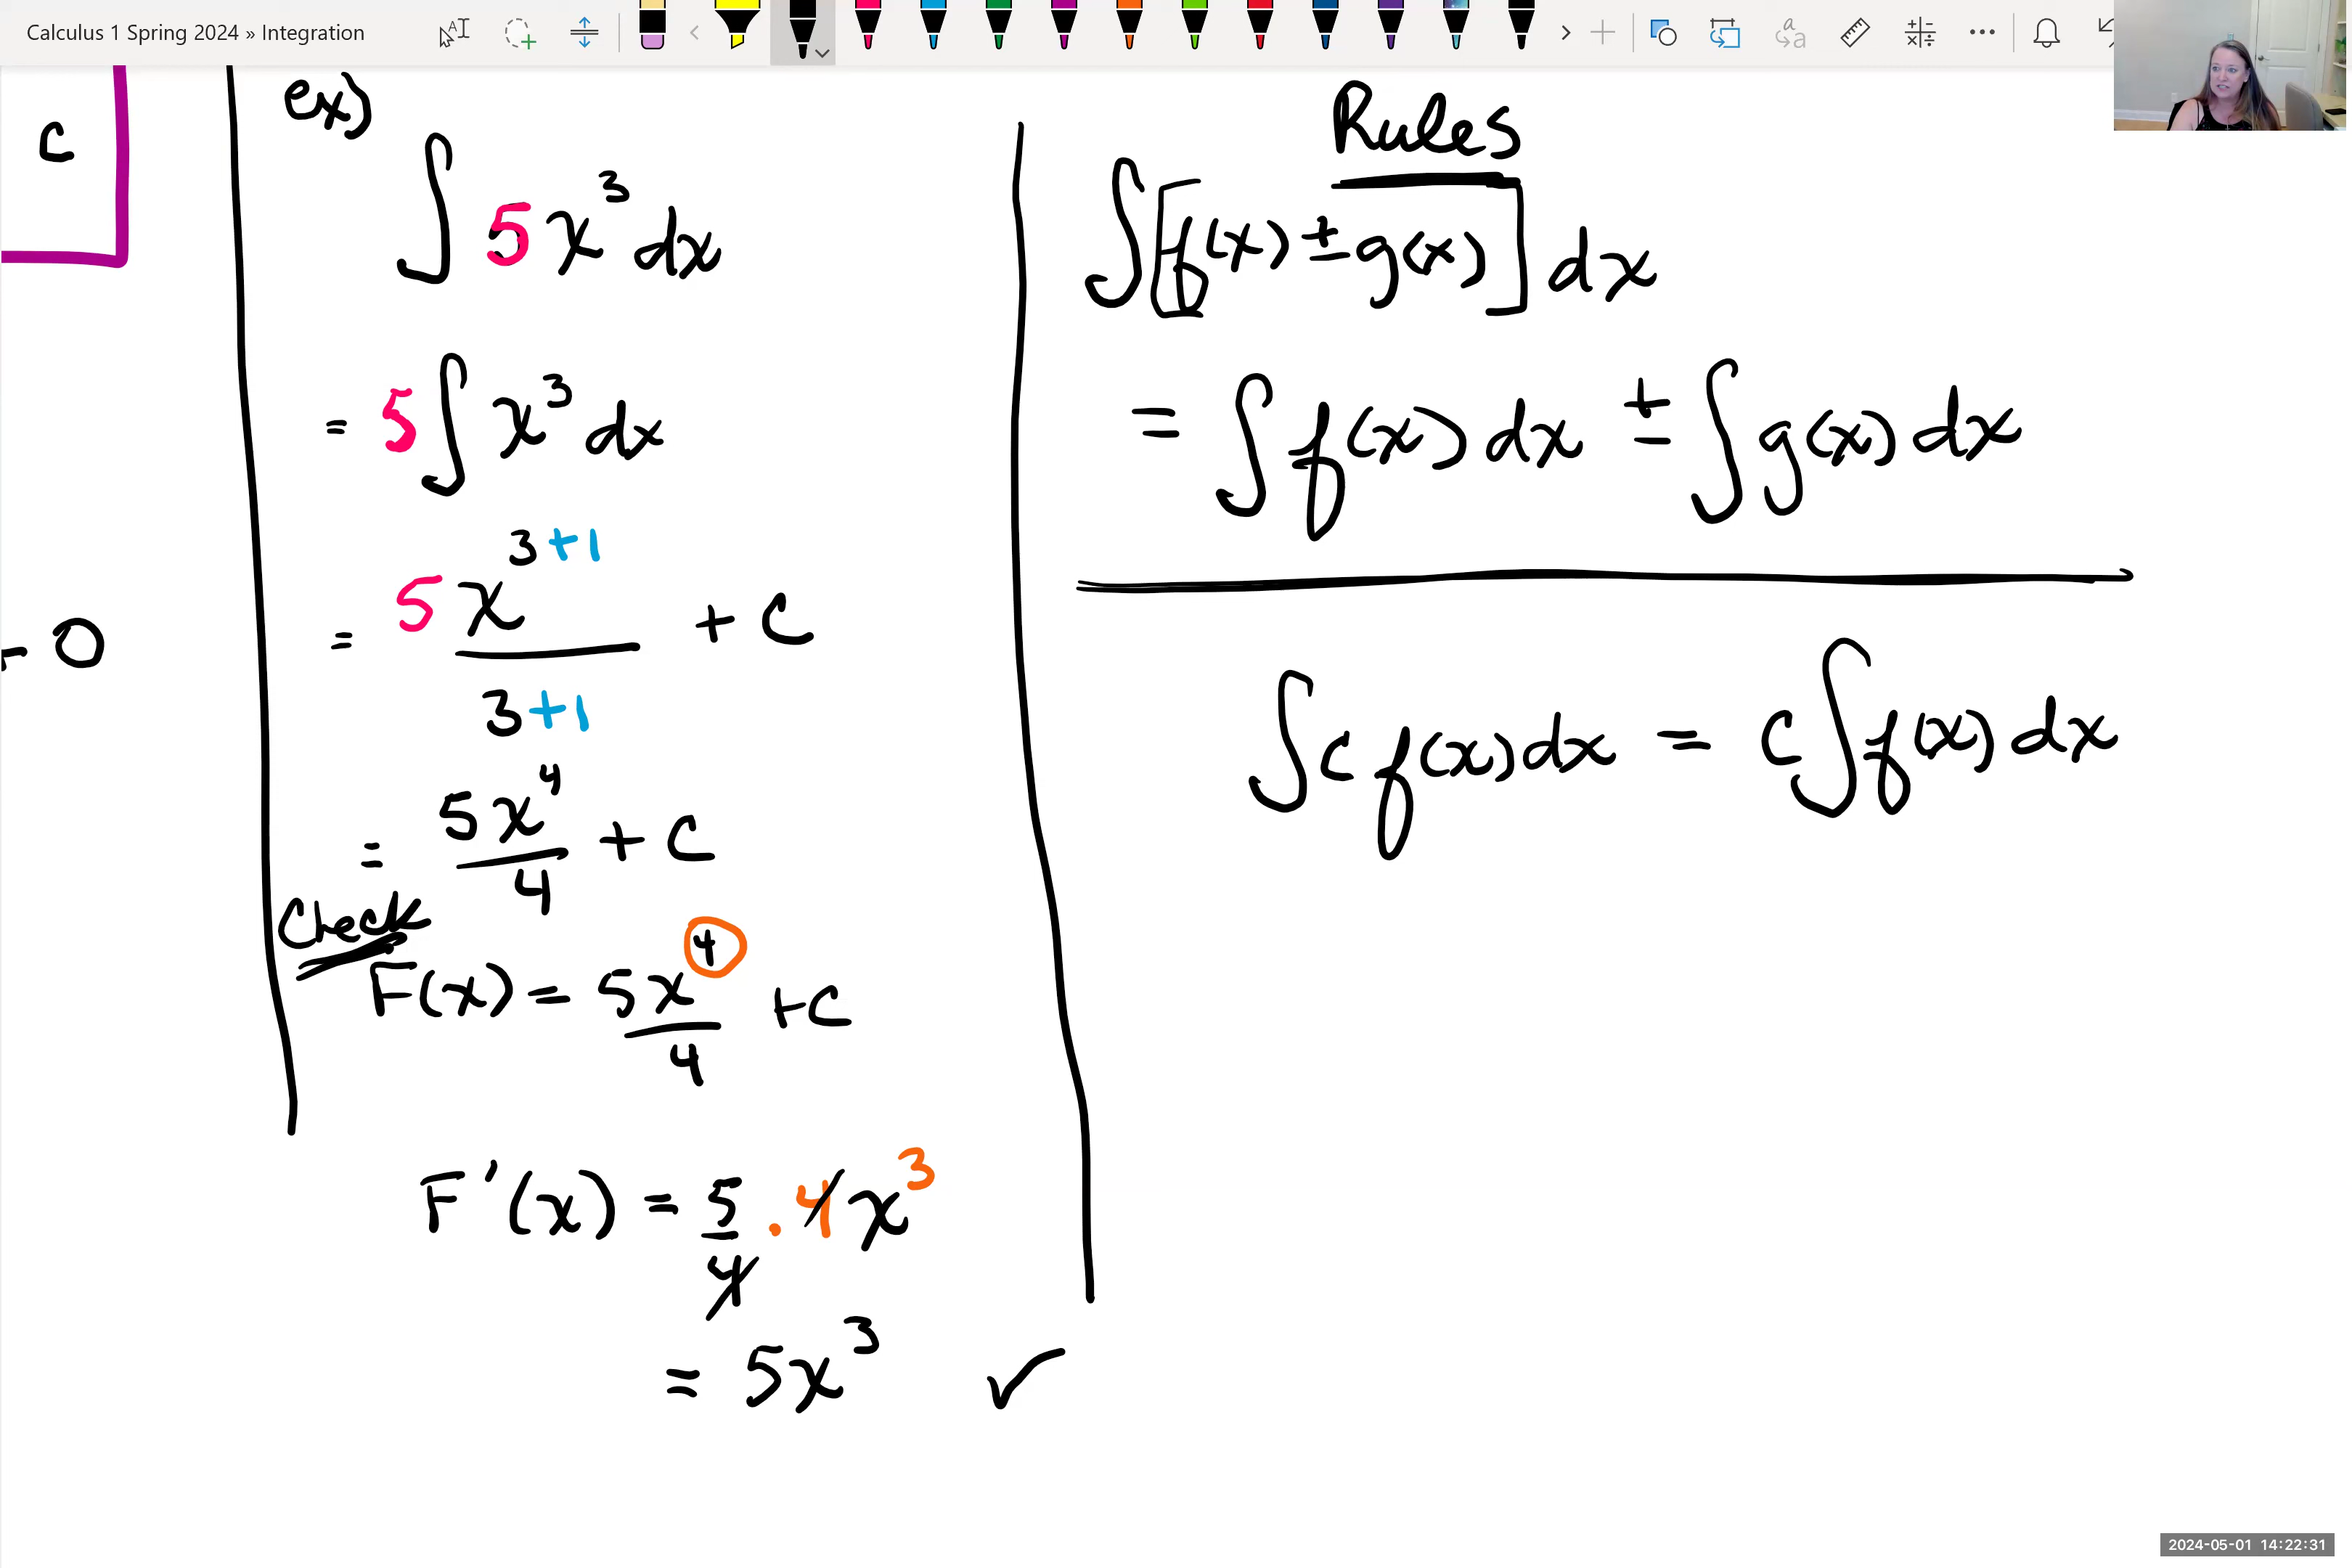 Calculus 1 Spring 2024 » Integration
C
- 0
ex)
∫ 5x³ dx
= 5 ∫ x³ dx
= 5 x^(3+1) / (3+1) + C
= 5x⁴ / 4 + C
Check
F(x) = 5x⁴ / 4 + C
F'(x) = 5/4 · 4x³
= 5x³ ✓
Rules
∫ [f(x) ± g(x)] dx
= ∫ f(x) dx ± ∫ g(x) dx
∫ c f(x) dx = c ∫ f(x) dx
2024-05-01 14:22:31